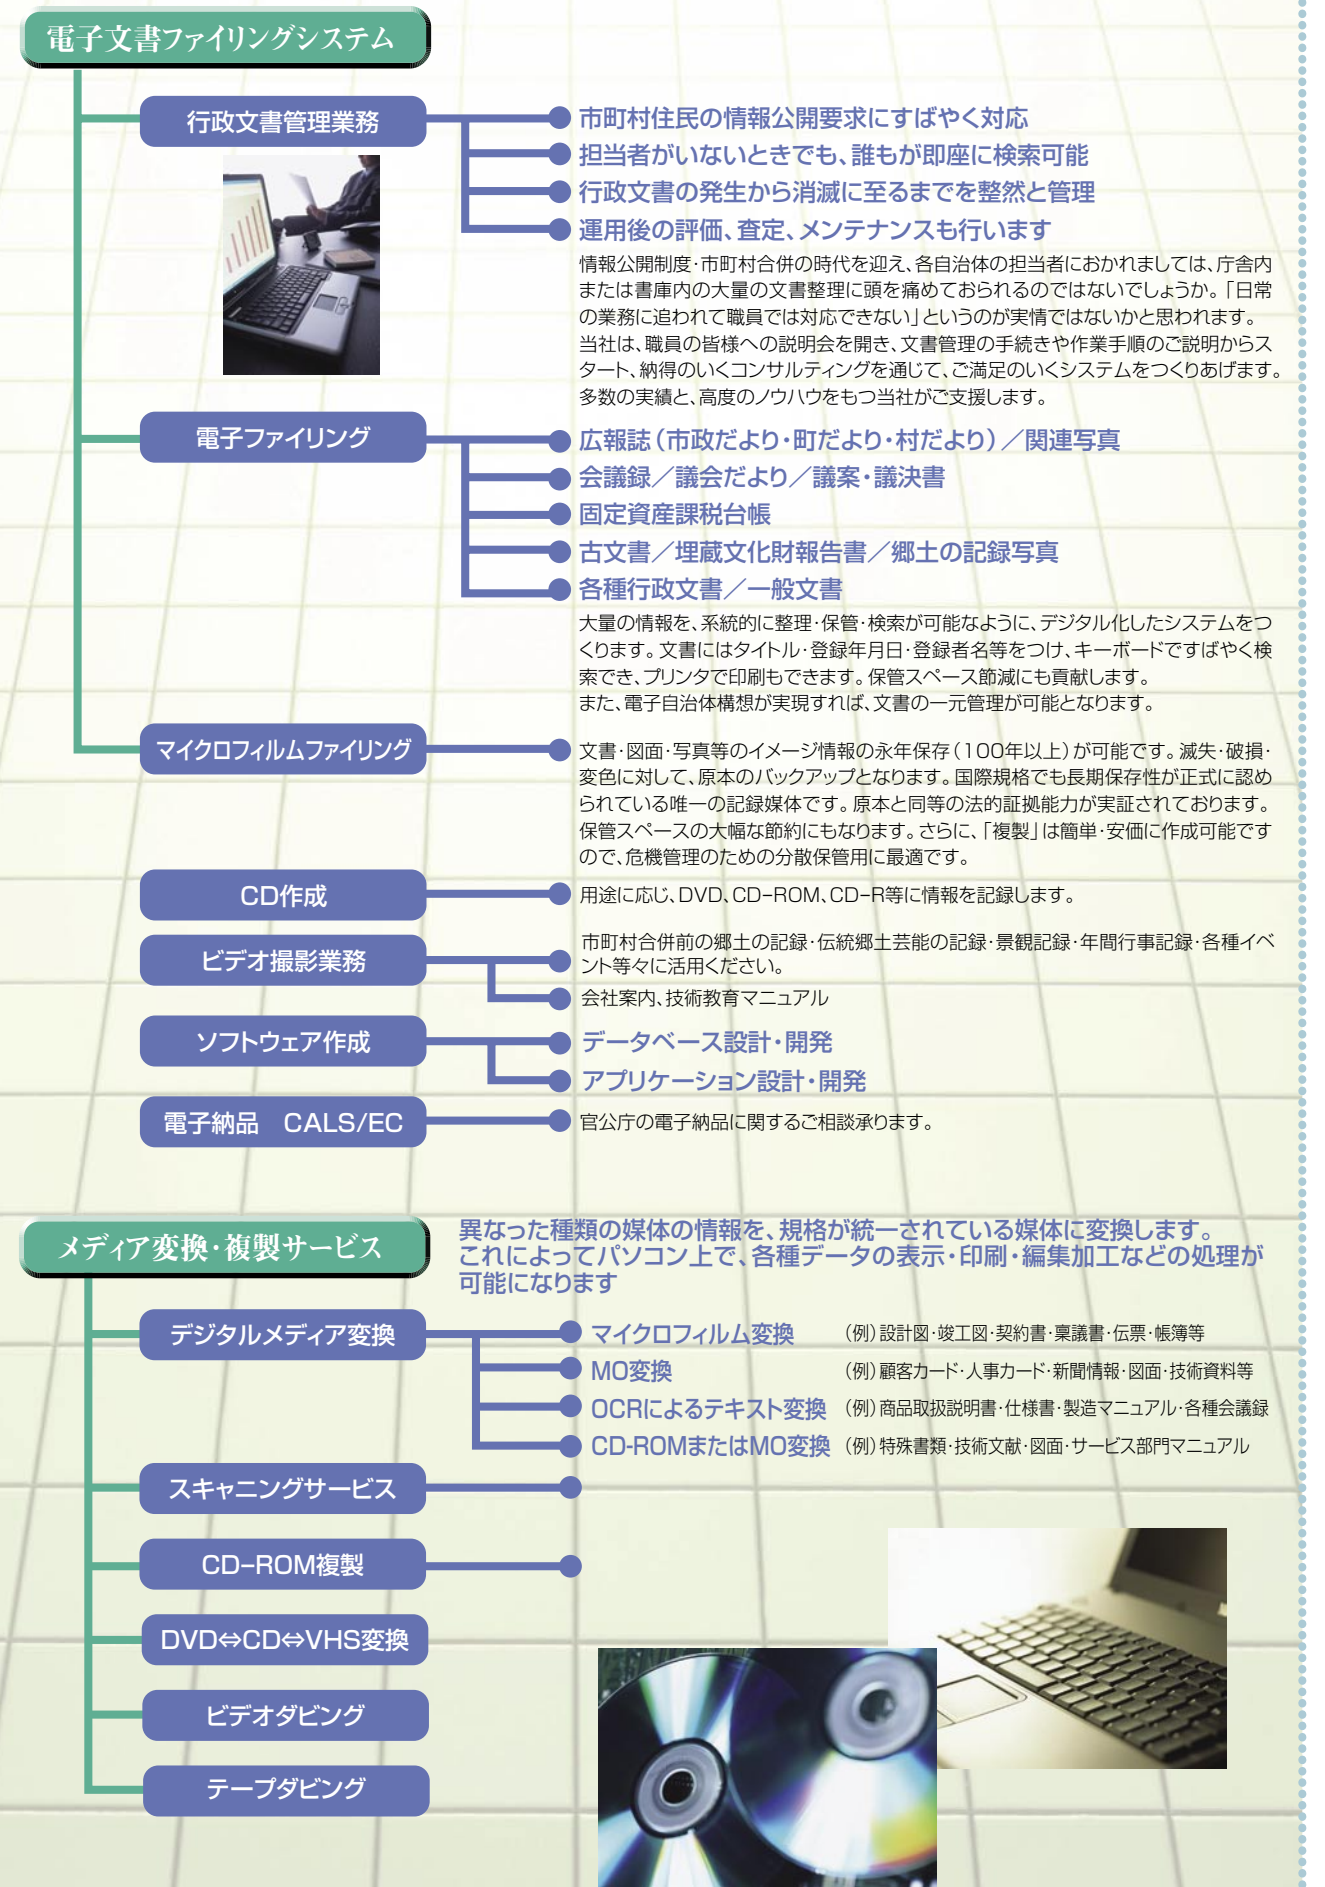 電子文書ファイリングシステム
行政文書管理業務
市町村住民の情報公開要求にすばやく対応
担当者がいないときでも、誰もが即座に検索可能
行政文書の発生から消滅に至るまでを整然と管理
運用後の評価、査定、メンテナンスも行います
情報公開制度・市町村合併の時代を迎え、各自治体の担当者におかれましては、庁舎内
または書庫内の大量の文書整理に頭を痛めておられるのではないでしょうか。「日常
の業務に追われて職員では対応できない」というのが実情ではないかと思われます。
当社は、職員の皆様への説明会を開き、文書管理の手続きや作業手順のご説明からス
タート、納得のいくコンサルティングを通じて、ご満足のいくシステムをつくりあげます。
多数の実績と、高度のノウハウをもつ当社がご支援します。
電子ファイリング
広報誌（市政だより・町だより・村だより）／関連写真
会議録／議会だより／議案・議決書
固定資産課税台帳
古文書／埋蔵文化財報告書／郷土の記録写真
各種行政文書／一般文書
大量の情報を、系統的に整理・保管・検索が可能なように、デジタル化したシステムをつ
くります。文書にはタイトル・登録年月日・登録者名等をつけ、キーボードですばやく検
索でき、プリンタで印刷もできます。保管スペース節減にも貢献します。
また、電子自治体構想が実現すれば、文書の一元管理が可能となります。
マイクロフィルムファイリング
文書・図面・写真等のイメージ情報の永年保存（100年以上）が可能です。滅失・破損・
変色に対して、原本のバックアップとなります。国際規格でも長期保存性が正式に認め
られている唯一の記録媒体です。原本と同等の法的証拠能力が実証されております。
保管スペースの大幅な節約にもなります。さらに、「複製」は簡単・安価に作成可能です
ので、危機管理のための分散保管用に最適です。
CD作成
用途に応じ、DVD、CD−ROM、CD−R等に情報を記録します。
ビデオ撮影業務
市町村合併前の郷土の記録・伝統郷土芸能の記録・景観記録・年間行事記録・各種イベ
ント等々に活用ください。
会社案内、技術教育マニュアル
ソフトウェア作成
データベース設計・開発
アプリケーション設計・開発
電子納品　CALS/EC
官公庁の電子納品に関するご相談承ります。
メディア変換・複製サービス
異なった種類の媒体の情報を、規格が統一されている媒体に変換します。
これによってパソコン上で、各種データの表示・印刷・編集加工などの処理が
可能になります
デジタルメディア変換
マイクロフィルム変換　（例）設計図・竣工図・契約書・稟議書・伝票・帳簿等
MO変換　（例）顧客カード・人事カード・新聞情報・図面・技術資料等
OCRによるテキスト変換　（例）商品取扱説明書・仕様書・製造マニュアル・各種会議録
CD-ROMまたはMO変換　（例）特殊書類・技術文献・図面・サービス部門マニュアル
スキャニングサービス
CD−ROM複製
DVD⇔CD⇔VHS変換
ビデオダビング
テープダビング